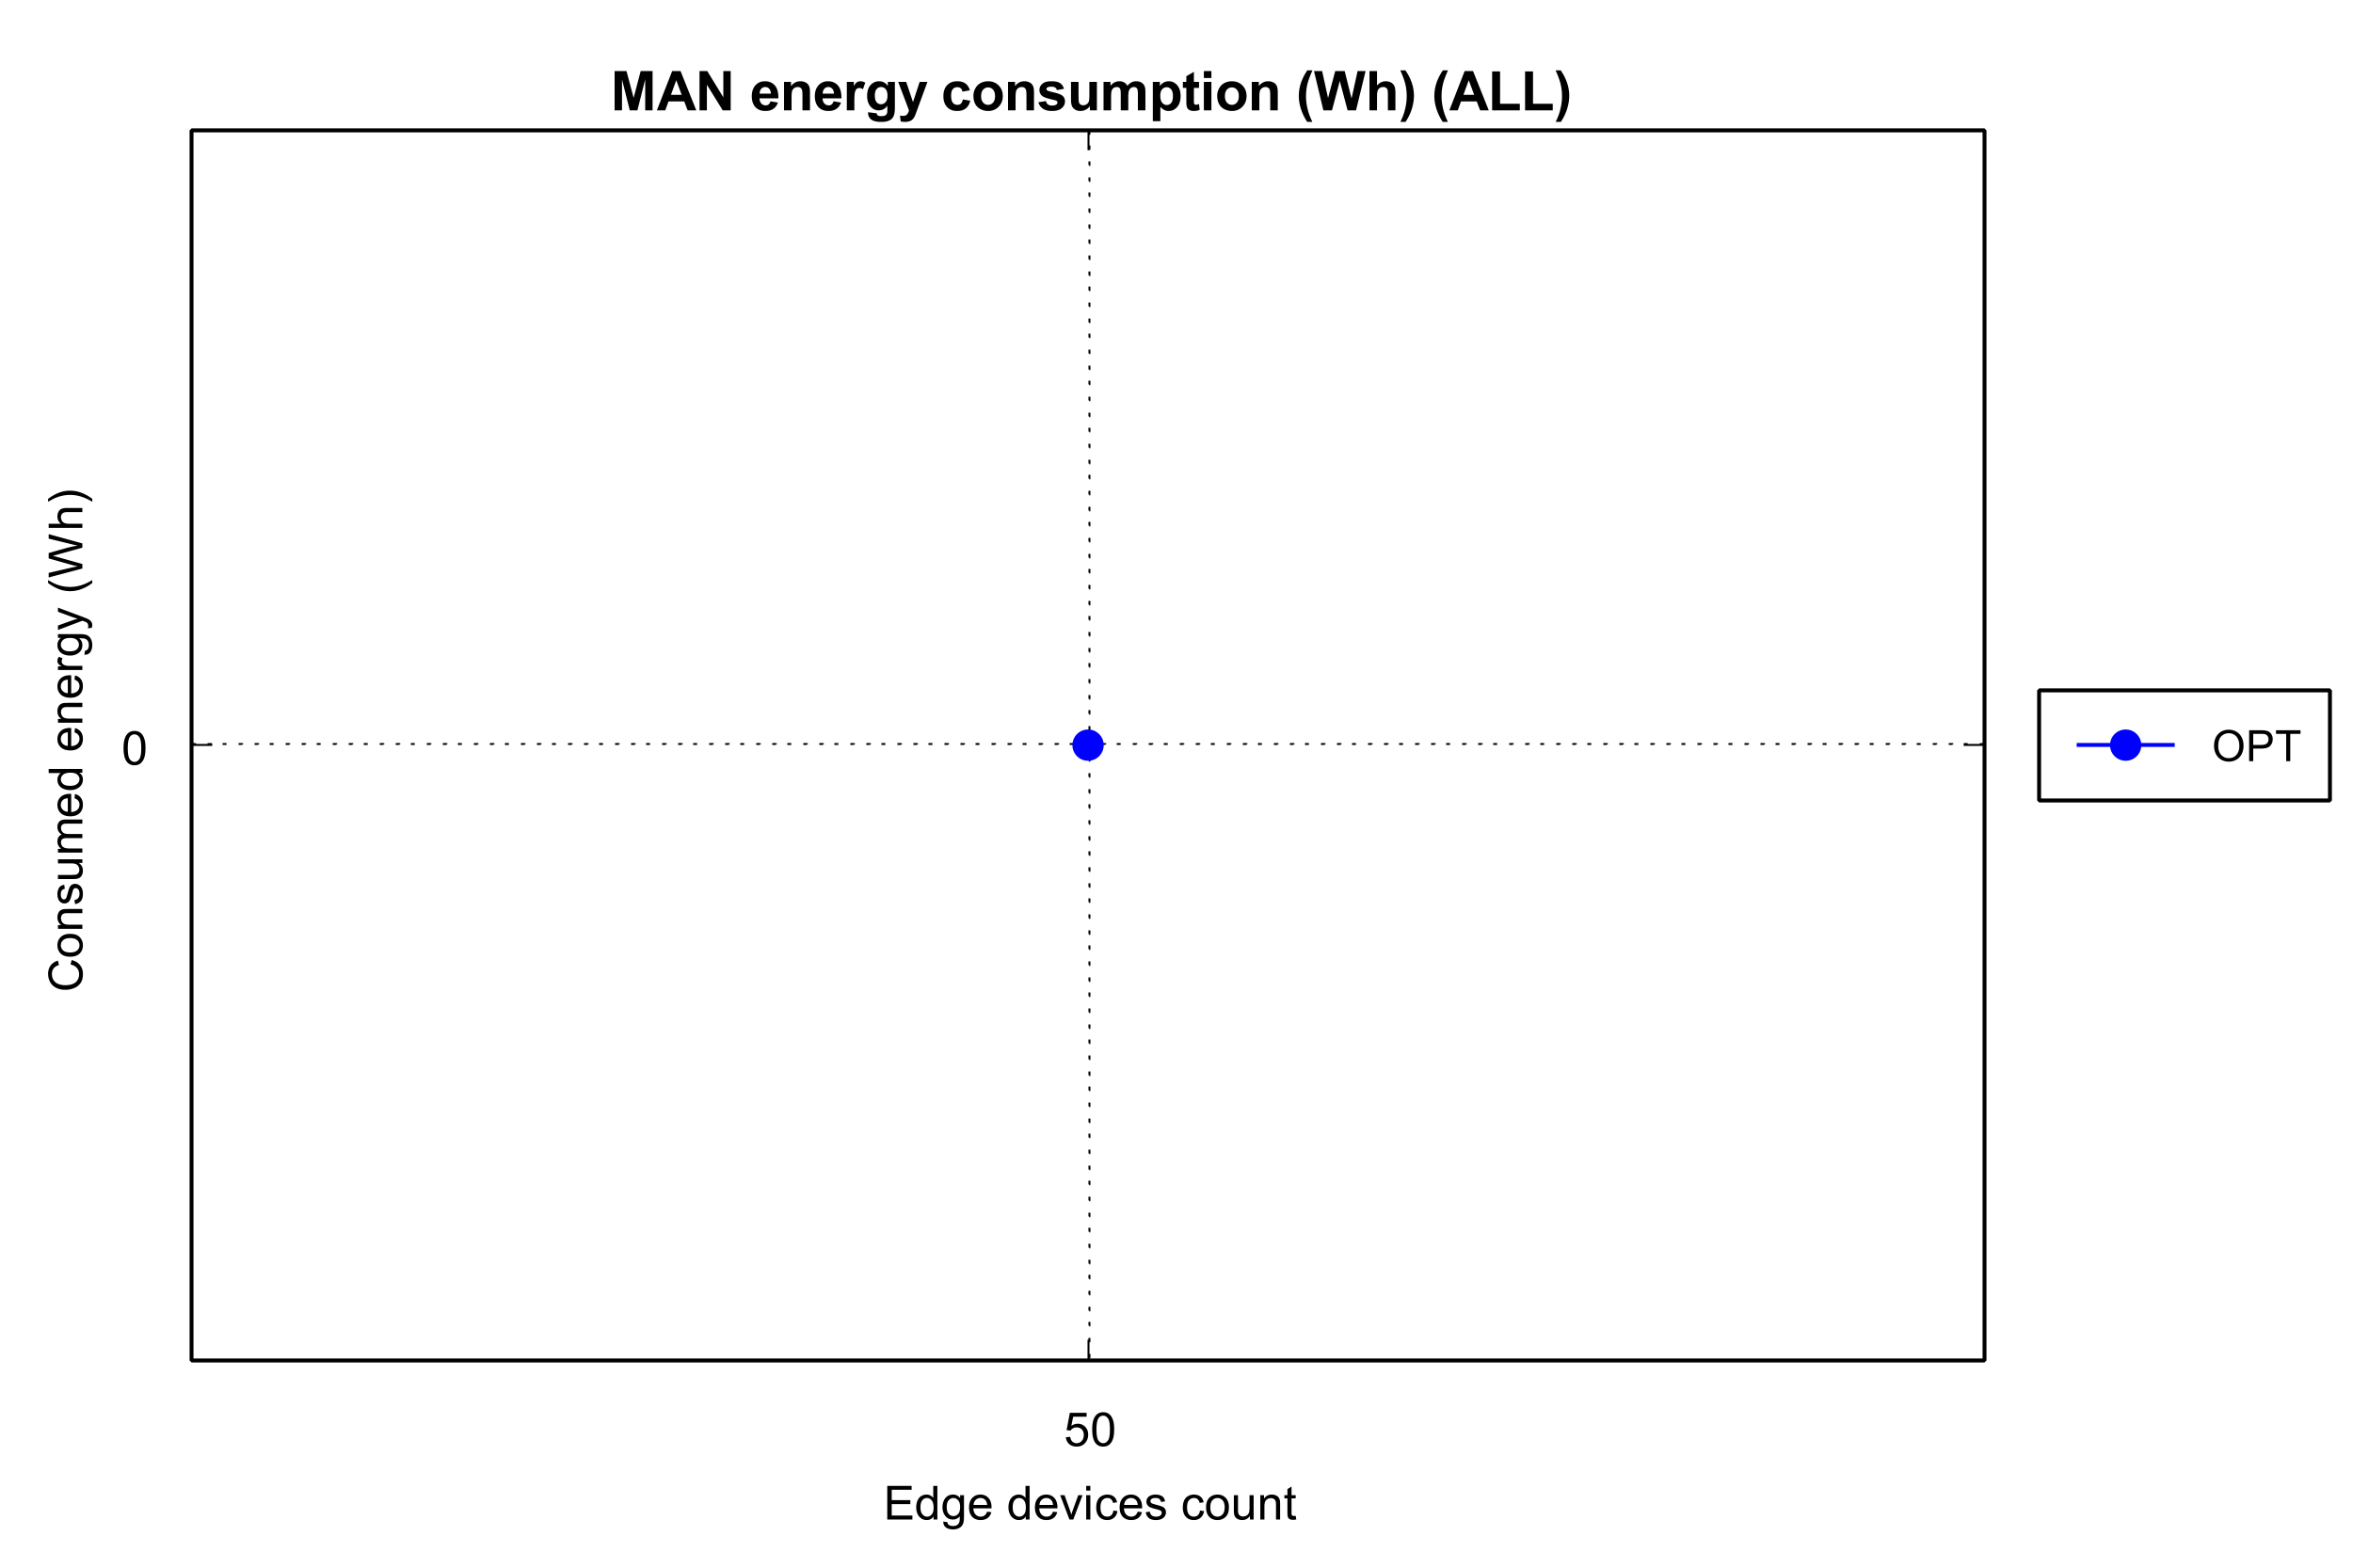 MAN energy consumption (Wh) (ALL)
Consumed energy (Wh)
0
OPT
50
Edge devices count